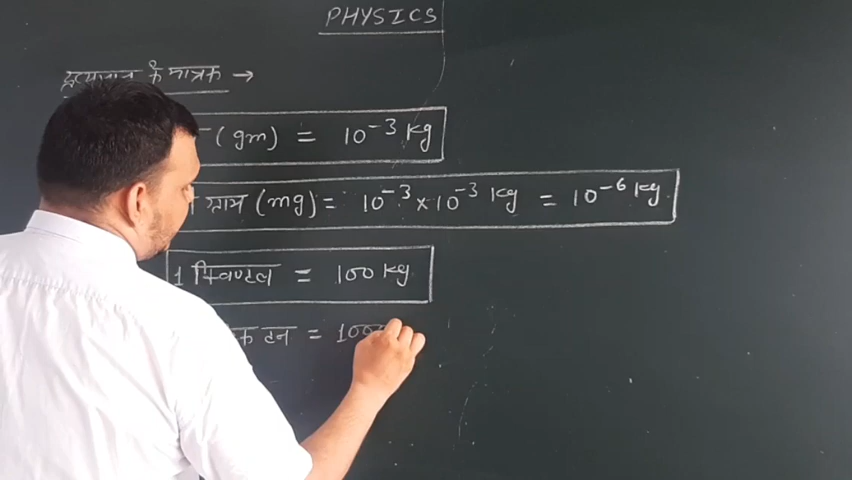 PHYSICS
द्रव्यमान के मात्रक →
(gm) = 10⁻³ kg
ग्राम (mg) = 10⁻³ × 10⁻³ kg = 10⁻⁶ kg
1 क्विण्टल = 100 kg
क टन = 100